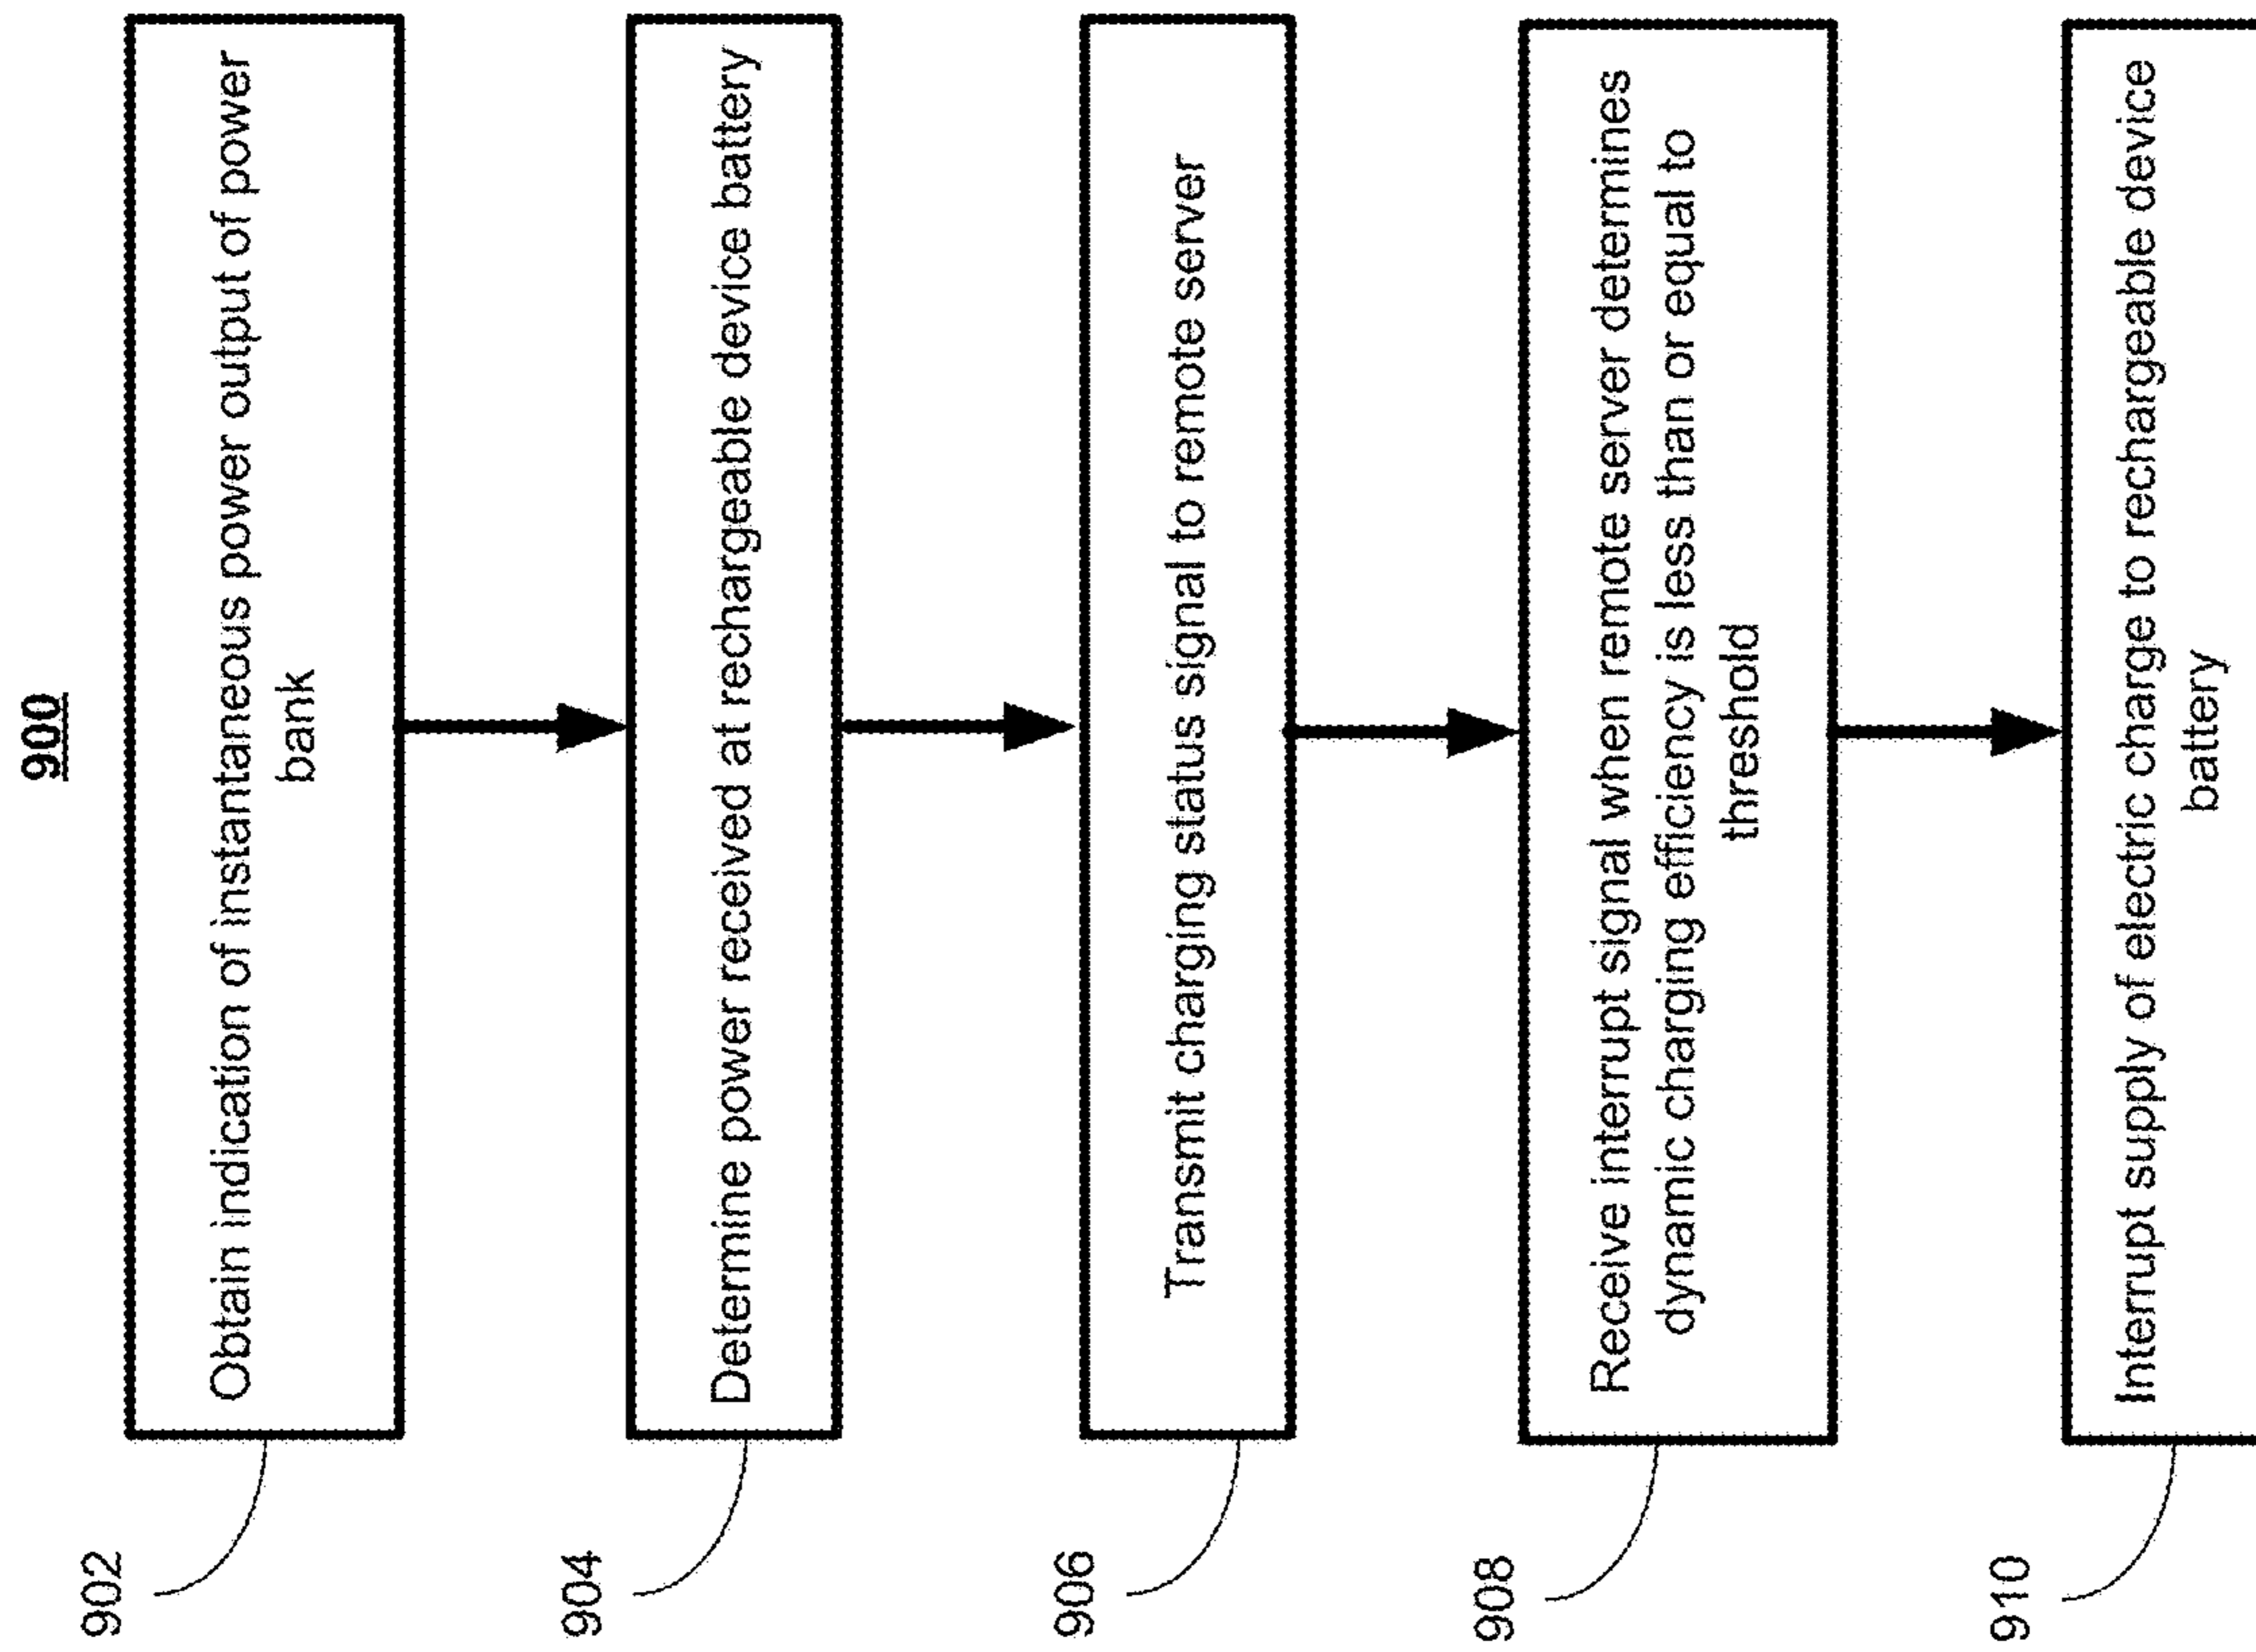 900
902
Obtain indication of instantaneous power output of power
bank
904
Determine power received at rechargeable device battery
906
Transmit charging status signal to remote server
908
Receive interrupt signal when remote server determines
dynamic charging efficiency is less than or equal to
threshold
910
Interrupt supply of electric charge to rechargeable device
battery